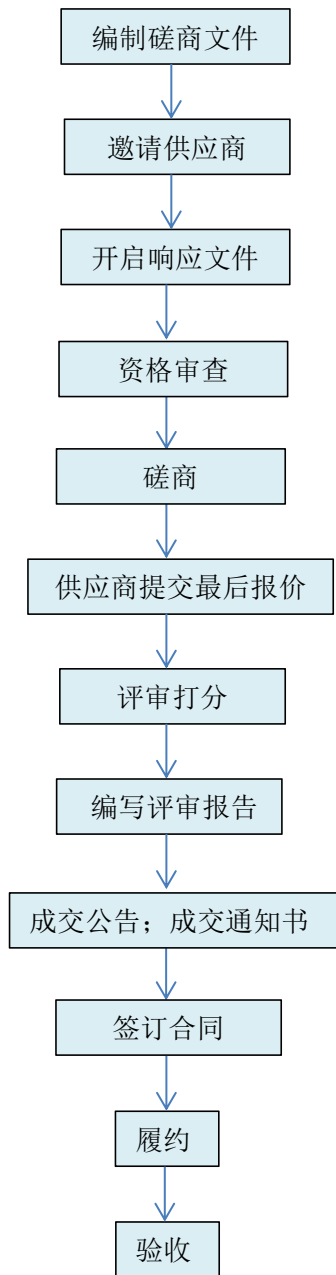 编制磋商文件
邀请供应商
开启响应文件
资格审查
磋商
供应商提交最后报价
评审打分
编写评审报告
成交公告；成交通知书
签订合同
履约
验收